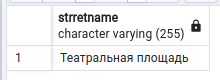 strretname
character varying (255)
1 Театральная площадь